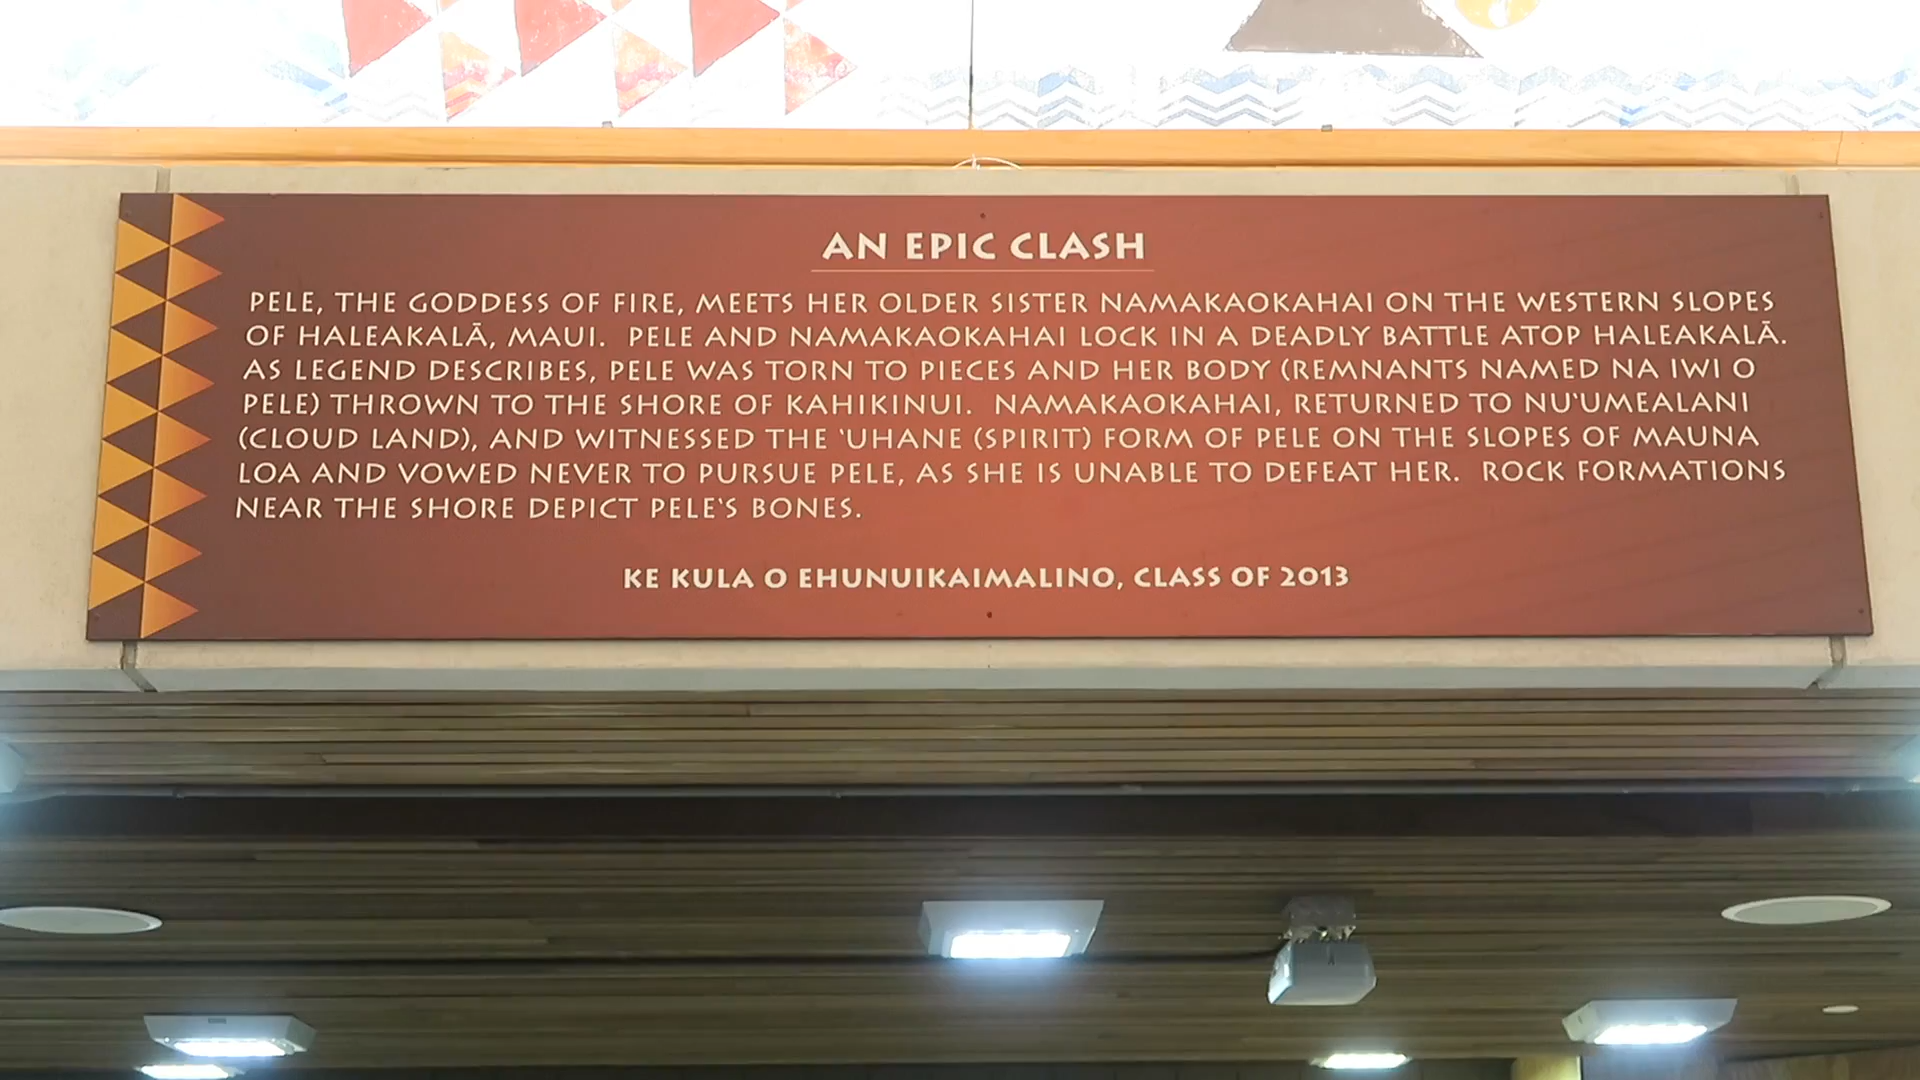 AN EPIC CLASH
PELE, THE GODDESS OF FIRE, MEETS HER OLDER SISTER NAMAKAOKAHAI ON THE WESTERN SLOPES
OF HALEAKALĀ, MAUI. PELE AND NAMAKAOKAHAI LOCK IN A DEADLY BATTLE ATOP HALEAKALĀ.
AS LEGEND DESCRIBES, PELE WAS TORN TO PIECES AND HER BODY (REMNANTS NAMED NA IWI O
PELE) THROWN TO THE SHORE OF KAHIKINUI. NAMAKAOKAHAI, RETURNED TO NU‘UMEALANI
(CLOUD LAND), AND WITNESSED THE ‘UHANE (SPIRIT) FORM OF PELE ON THE SLOPES OF MAUNA
LOA AND VOWED NEVER TO PURSUE PELE, AS SHE IS UNABLE TO DEFEAT HER. ROCK FORMATIONS
NEAR THE SHORE DEPICT PELE‘S BONES.
KE KULA O EHUNUIKAIMALINO, CLASS OF 2013